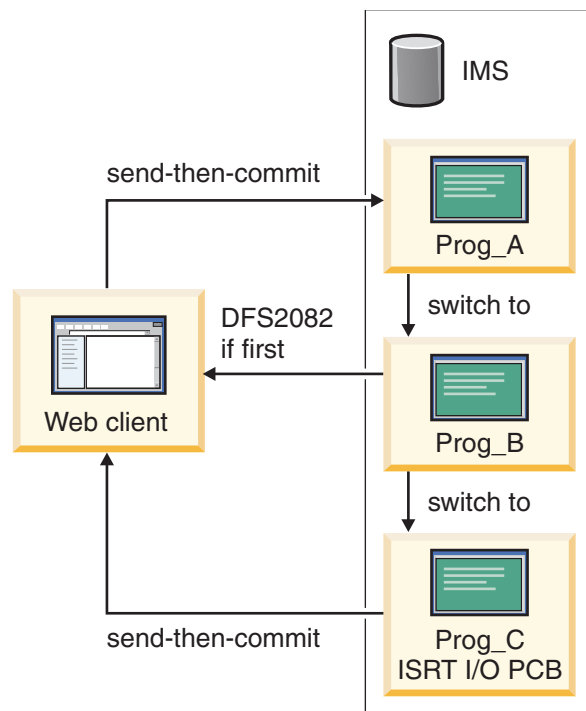 IMS
send-then-commit
Prog_A
switch to
DFS2082
if first
Web client
Prog_B
switch to
send-then-commit
Prog_C
ISRT I/O PCB